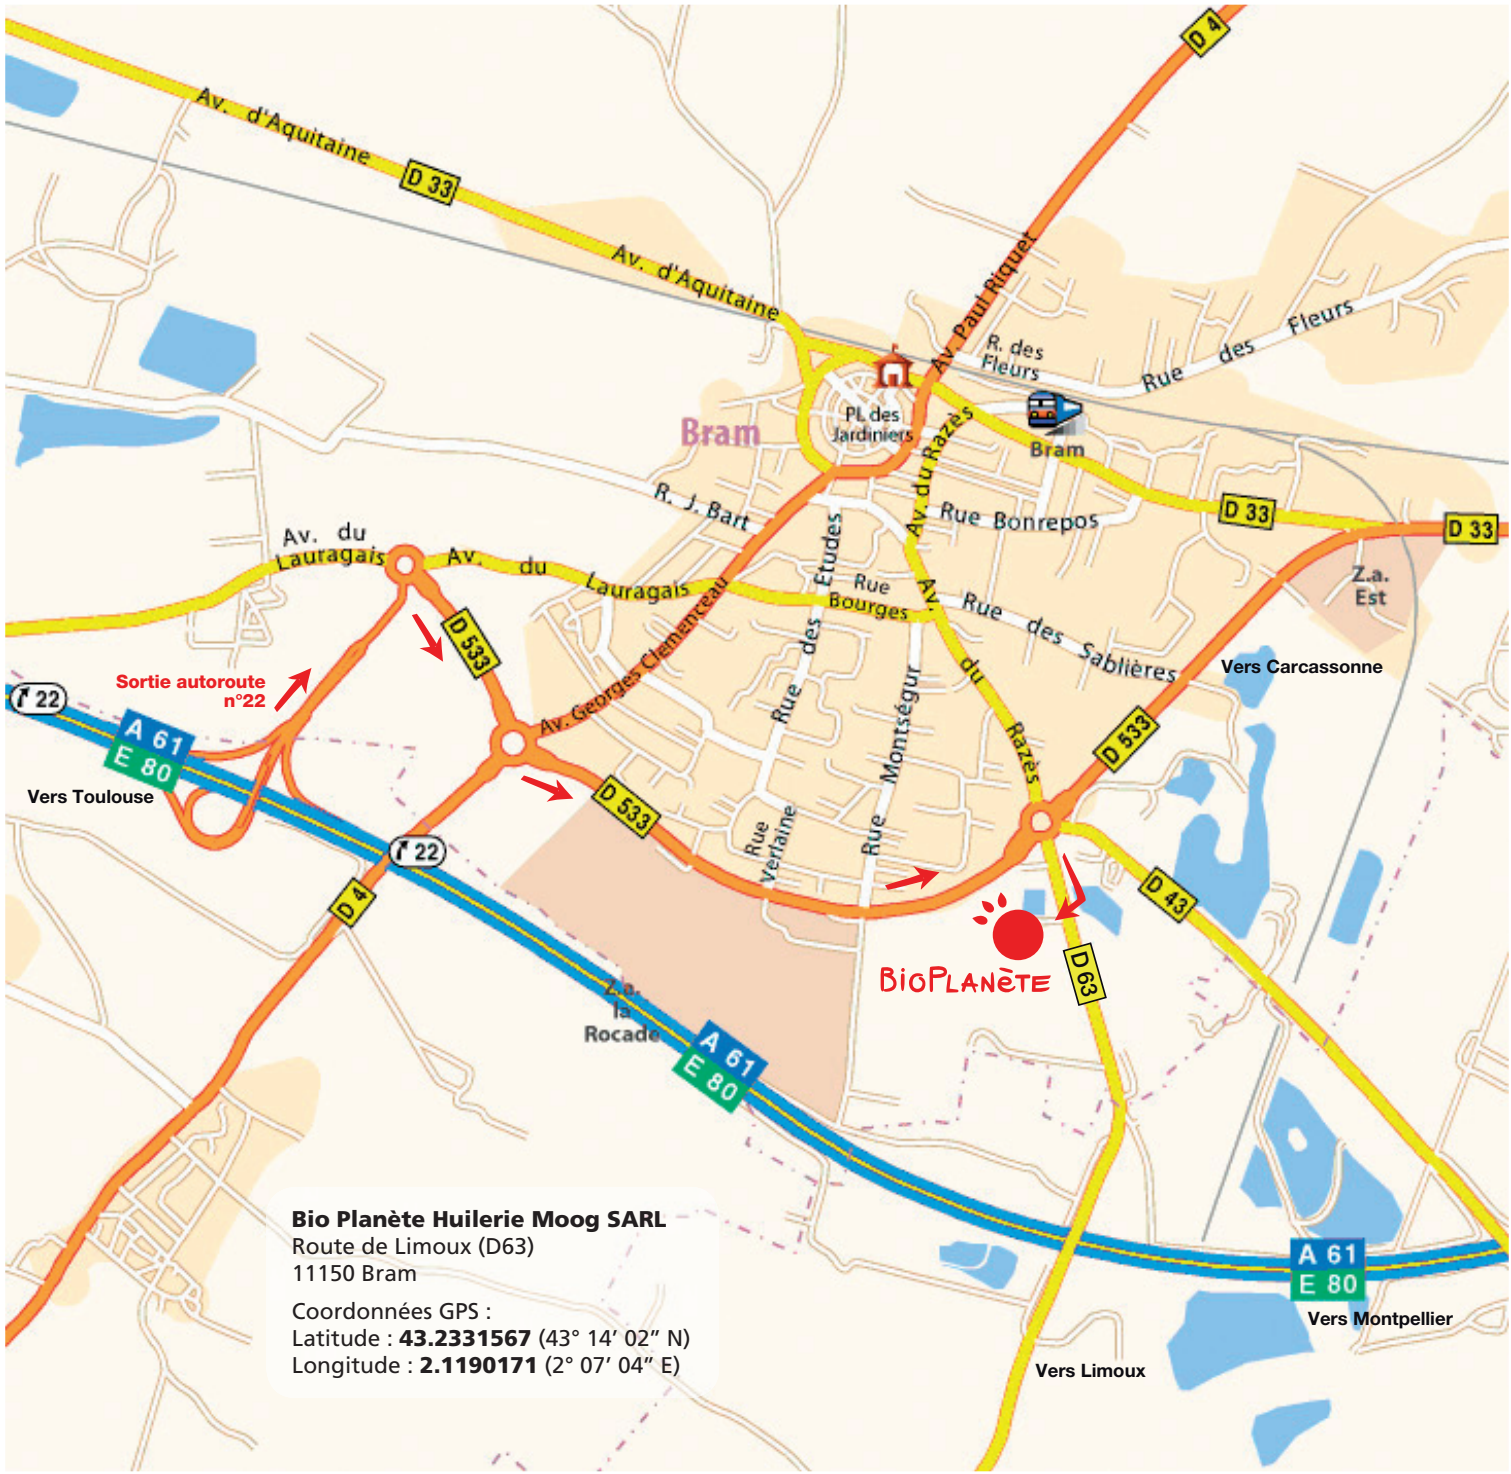 D 4
Av. d'Aquitaine
D 33
Av. d'Aquitaine
Av. Paul Riquet
R. des
Fleurs
Rue des Fleurs
Pl. des
Jardiniers
Bram
Bram
Av. du Razès
R. J. Bart
Rue Bonrepos
D 33
D 33
Av. du
Lauragais
Av. du Lauragais
Rue
Bourges
Rue des Etudes
Rue des Sablières
Z.a.
Est
D 533
Av. Georges Clemenceau
Av. du Razès
Rue Montségur
Vers Carcassonne
Sortie autoroute
n°22
22
A 61
E 80
Vers Toulouse
D 533
D 533
Rue
Verlaine
22
D 4
D 43
BIOPLANÈTE
D 63
Z.a.
la
Rocade
A 61
E 80
Bio Planète Huilerie Moog SARL
Route de Limoux (D63)
11150 Bram
Coordonnées GPS :
Latitude : 43.2331567 (43° 14’ 02” N)
Longitude : 2.1190171 (2° 07’ 04” E)
A 61
E 80
Vers Montpellier
Vers Limoux